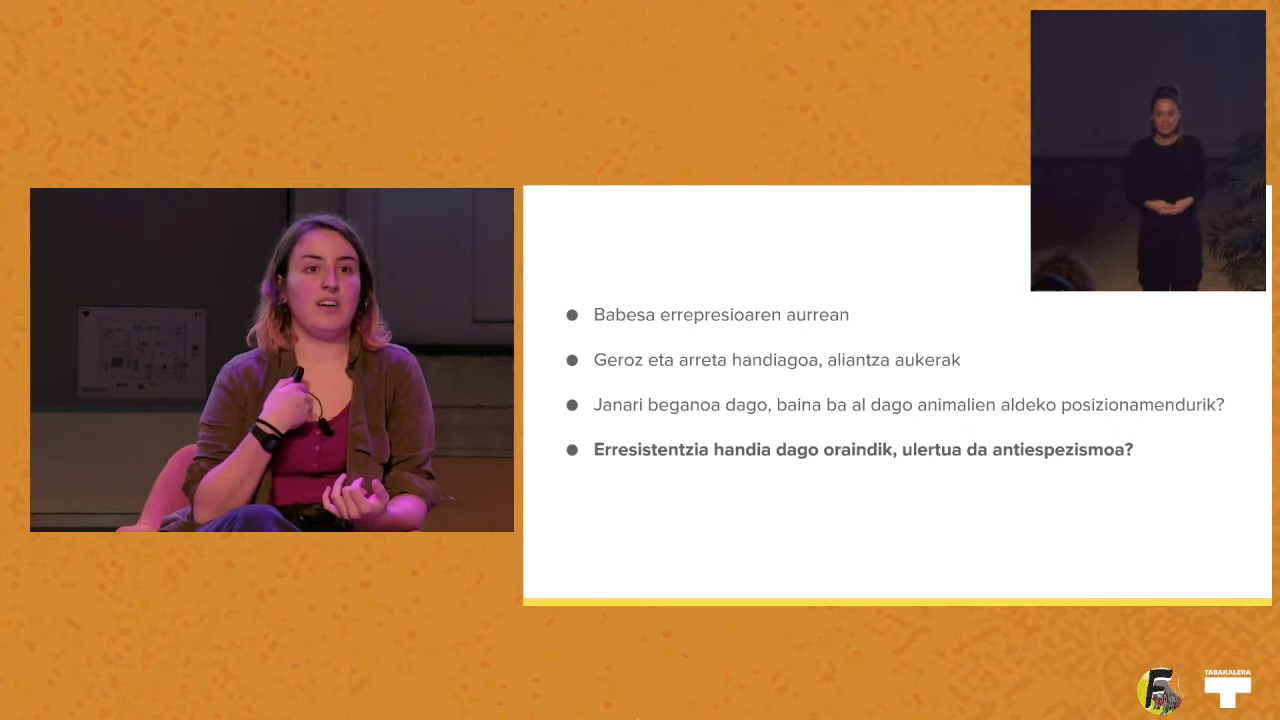 Babesa errepresioaren aurrean
Geroz eta arreta handiagoa, aliantza aukerak
Janari beganoa dago, baina ba al dago animalien aldeko posizionamendurik?
Erresistentzia handia dago oraindik, ulertua da antiespezismoa?
F
TABAKALERA
T